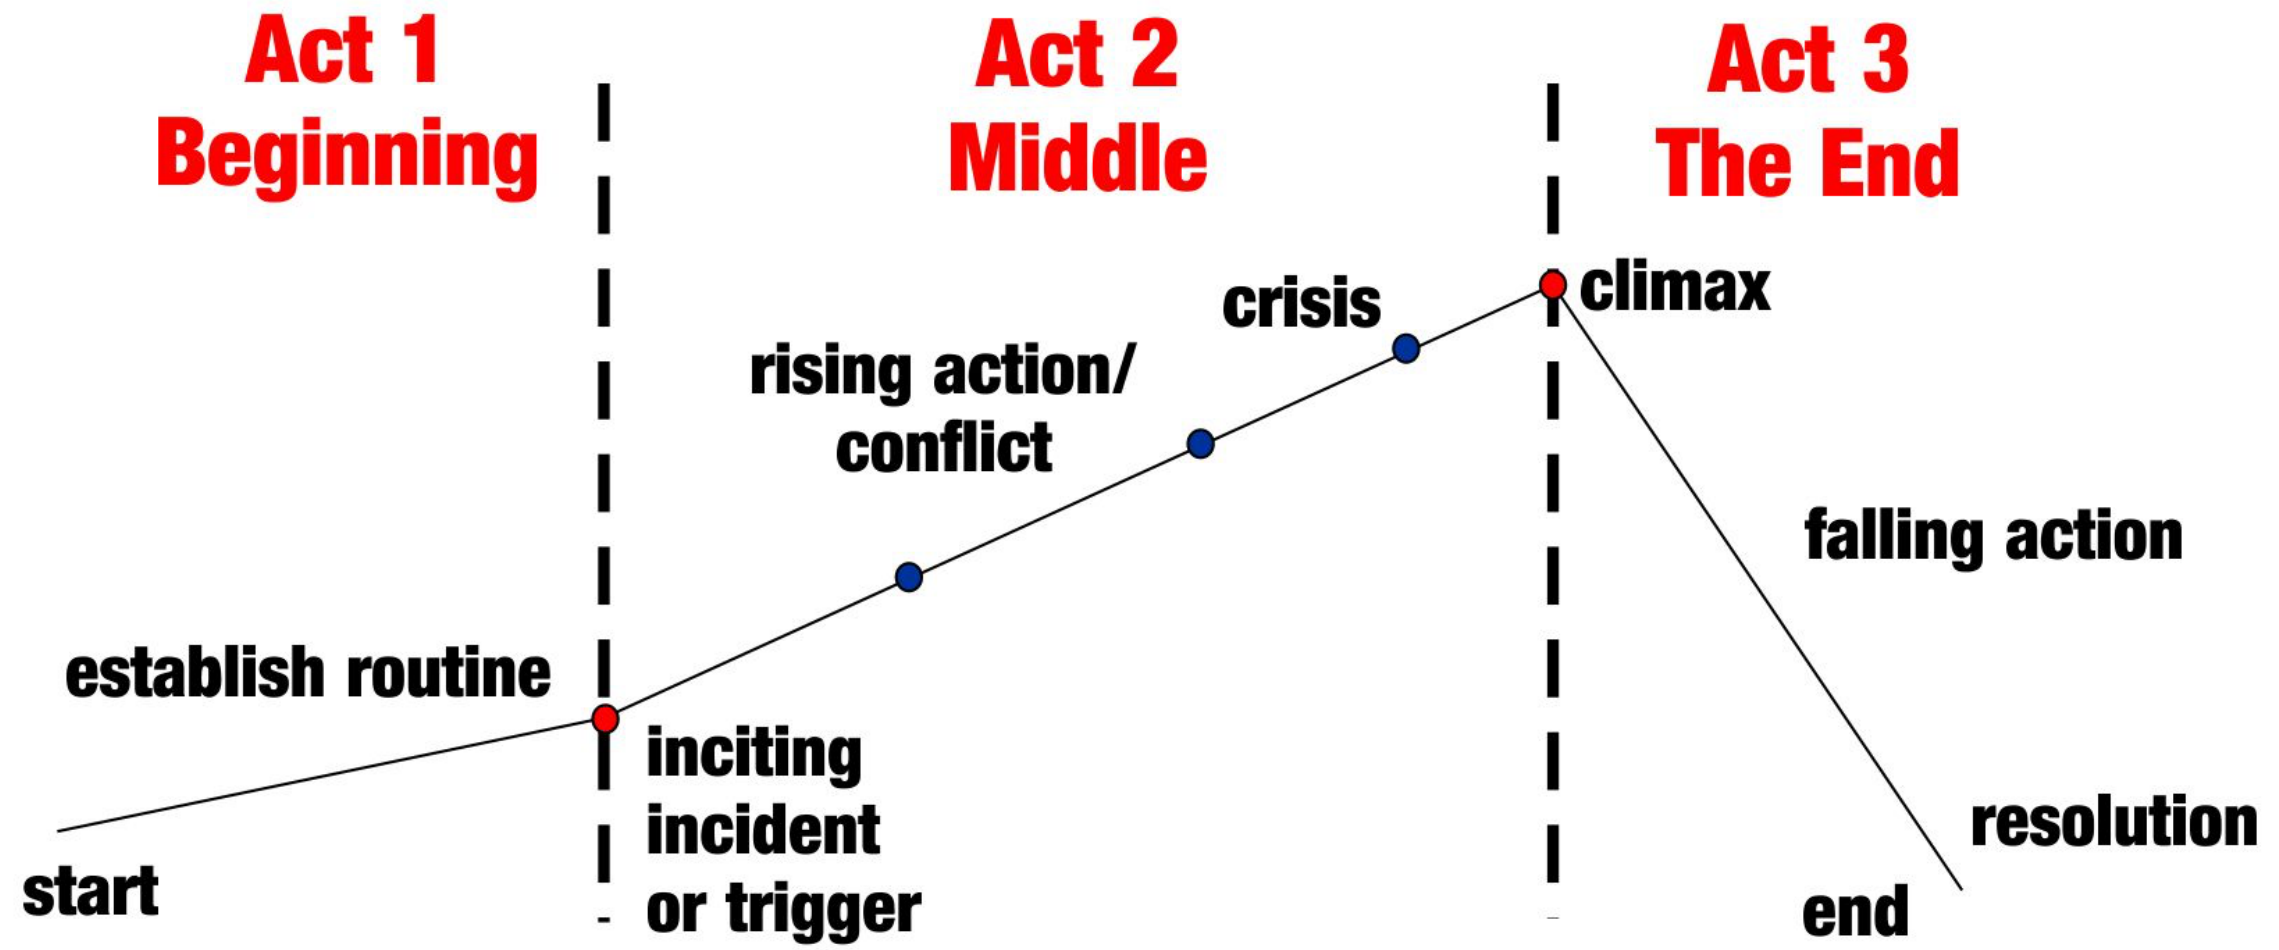 Act 1
Beginning
Act 2
Middle
Act 3
The End
establish routine
start
inciting
incident
or trigger
rising action/
conflict
crisis
climax
falling action
resolution
end